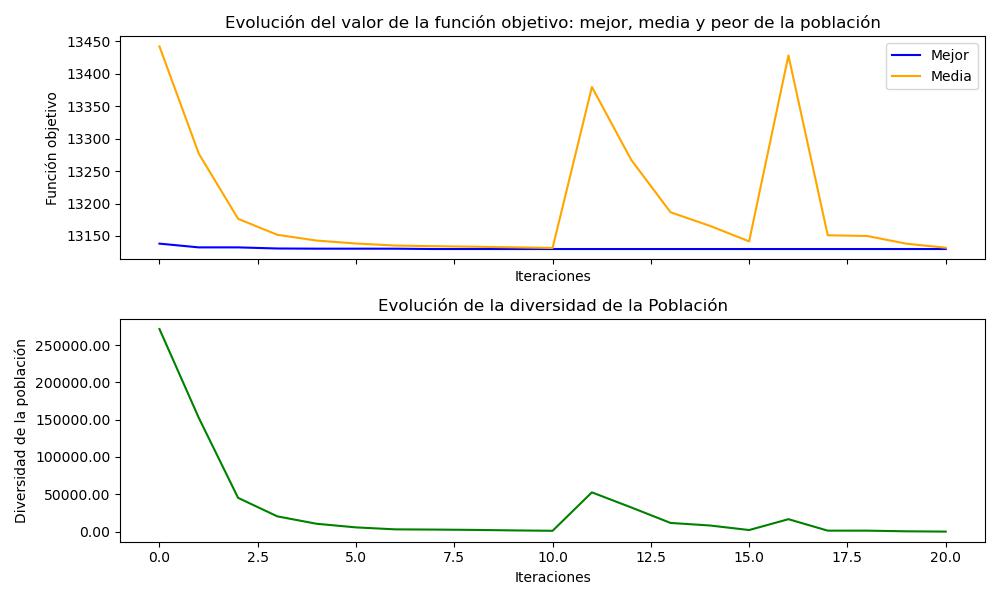 Evolución del valor de la función objetivo: mejor, media y peor de la población
13450
13400
13350
13300
13250
13200
13150
Función objetivo
Mejor
Media
Iteraciones
Evolución de la diversidad de la Población
250000.00
200000.00
150000.00
100000.00
50000.00
0.00
Diversidad de la población
0.0 2.5 5.0 7.5 10.0 12.5 15.0 17.5 20.0
Iteraciones